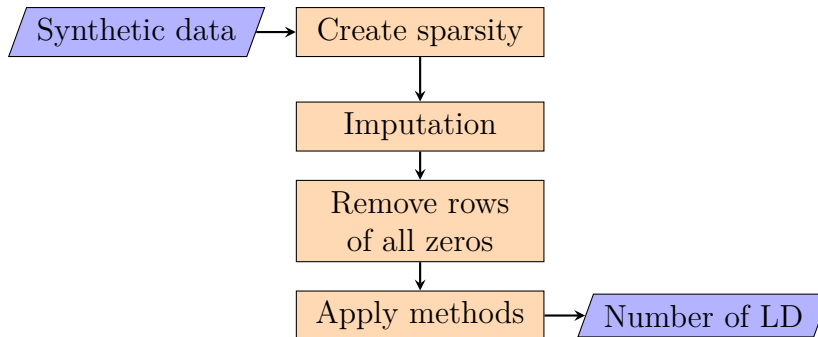 Synthetic data
Create sparsity
Imputation
Remove rows
of all zeros
Apply methods
Number of LD